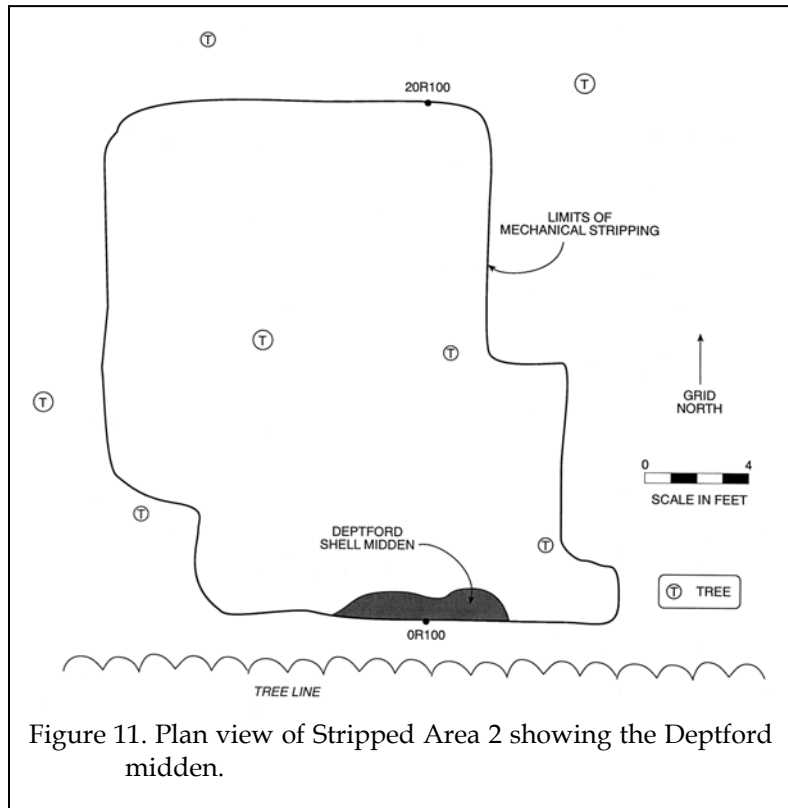 T
T
20R100
LIMITS OF
MECHANICAL STRIPPING
T
T
T
GRID
NORTH
0 4
SCALE IN FEET
T
DEPTFORD
SHELL MIDDEN
T
T TREE
0R100
TREE LINE
Figure 11. Plan view of Stripped Area 2 showing the Deptford
midden.